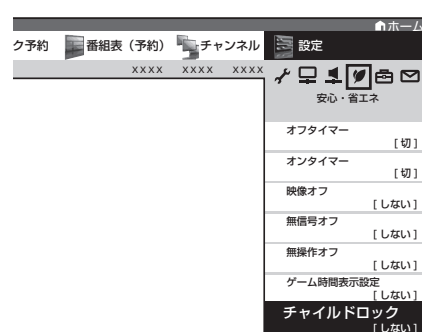 ホーム
ク予約 番組表（予約） チャンネル 設定
xxxx xxxx xxxx
安心・省エネ
オフタイマー
[切]
オンタイマー
[切]
映像オフ
[しない]
無信号オフ
[しない]
無操作オフ
[しない]
ゲーム時間表示設定
[しない]
チャイルドロック
[しない]